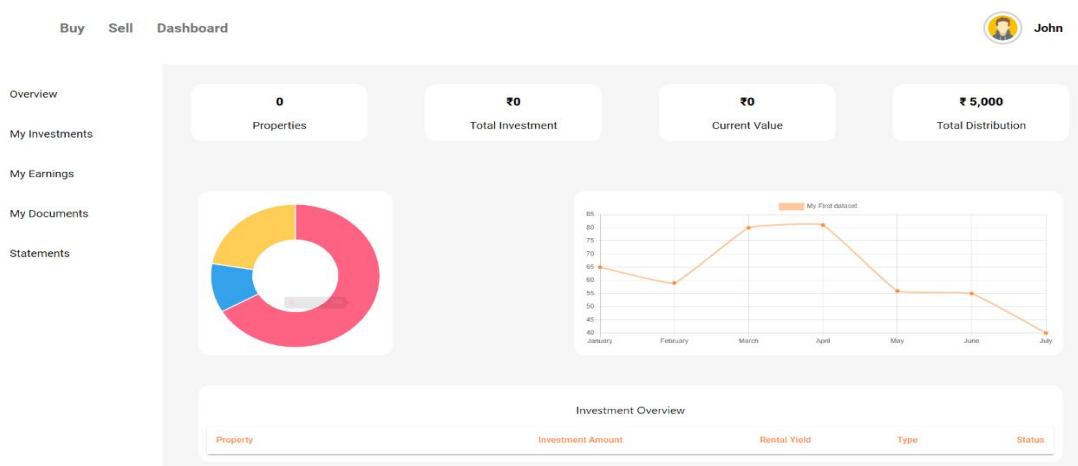 Buy Sell Dashboard John
Overview
My Investments
My Earnings
My Documents
Statements
0
Properties
₹0
Total Investment
₹0
Current Value
₹ 5,000
Total Distribution
My First dataset
85
80
75
70
65
60
55
50
45
40
January February March April May June July
Investment Overview
Property Investment Amount Rental Yield Type Status